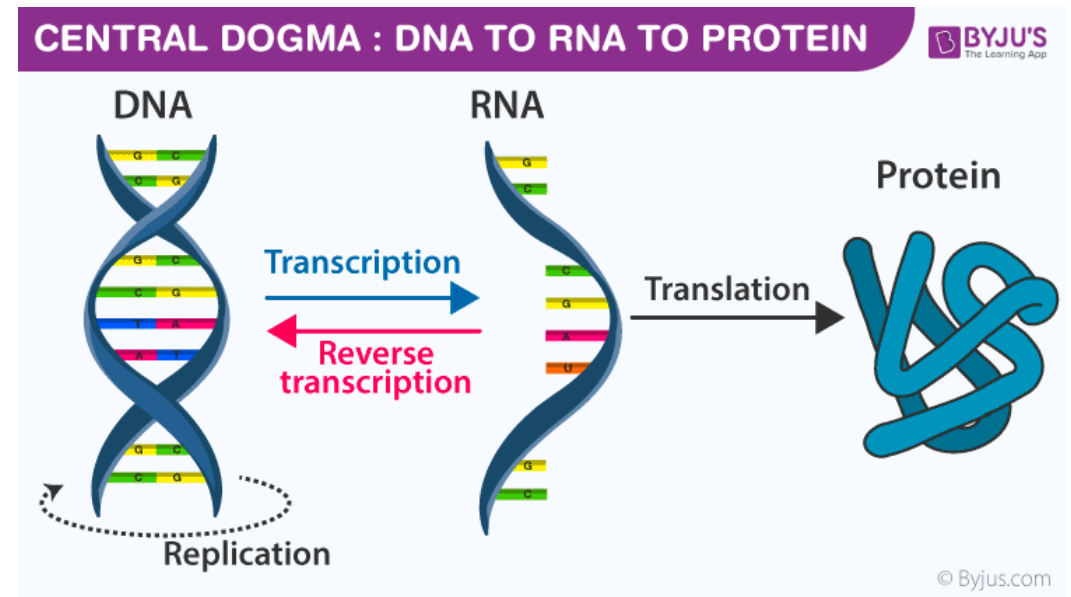 CENTRAL DOGMA : DNA TO RNA TO PROTEIN
BYJU'S
The Learning App
DNA
RNA
Protein
G C
C G
G C
C G
T A
A T
G C
C G
Transcription
Reverse
transcription
G
C
C
G
A
U
G
C
Translation
Replication
© Byjus.com